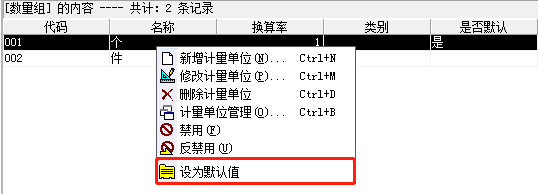 [数量组] 的内容 ---- 共计: 2 条记录
代码 名称 换算率 类别 是否默认
001 个 1 是
002 件
新增计量单位(N)... Ctrl+N
修改计量单位(P)... Ctrl+M
删除计量单位 Ctrl+D
计量单位管理(O)... Ctrl+B
禁用(F)
反禁用(U)
设为默认值